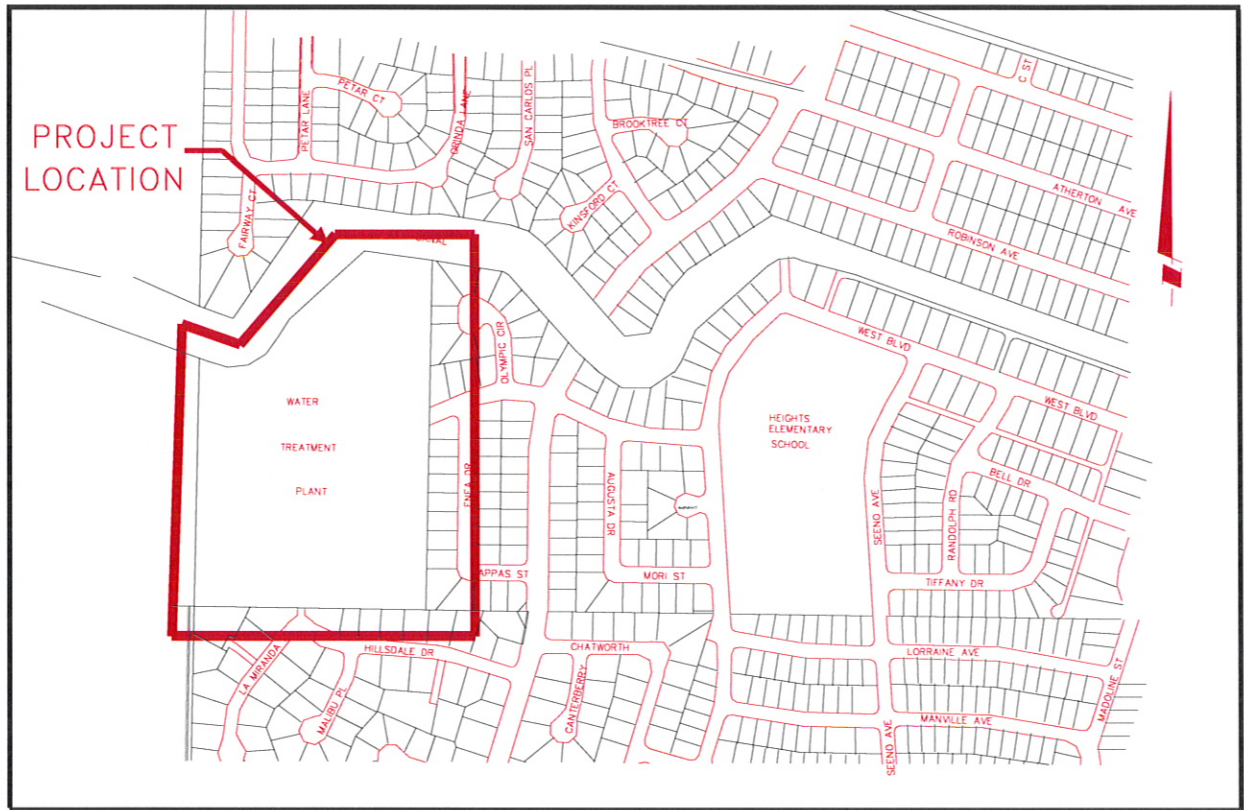 PROJECT
LOCATION
PETAR LANE
PETAR CT
ORINDA LANE
SAN CARLOS PL
BROOKTREE CT
KINSFORD CT
FAIRWAY CT
C ST
ATHERTON AVE
ROBINSON AVE
CANAL
OLYMPIC CIR
WEST BLVD
WEST BLVD
WATER
TREATMENT
PLANT
HEIGHTS
ELEMENTARY
SCHOOL
ENEA DR
AUGUSTA DR
SEENO AVE
RANDOLPH RD
BELL DR
APPAS ST
MORI ST
TIFFANY DR
LA MIRANDA
HILLSDALE DR
MALIBU PL
CHATWORTH
CANTERBERRY
LORRAINE AVE
MANVILLE AVE
SEENO AVE
MADOLINE ST